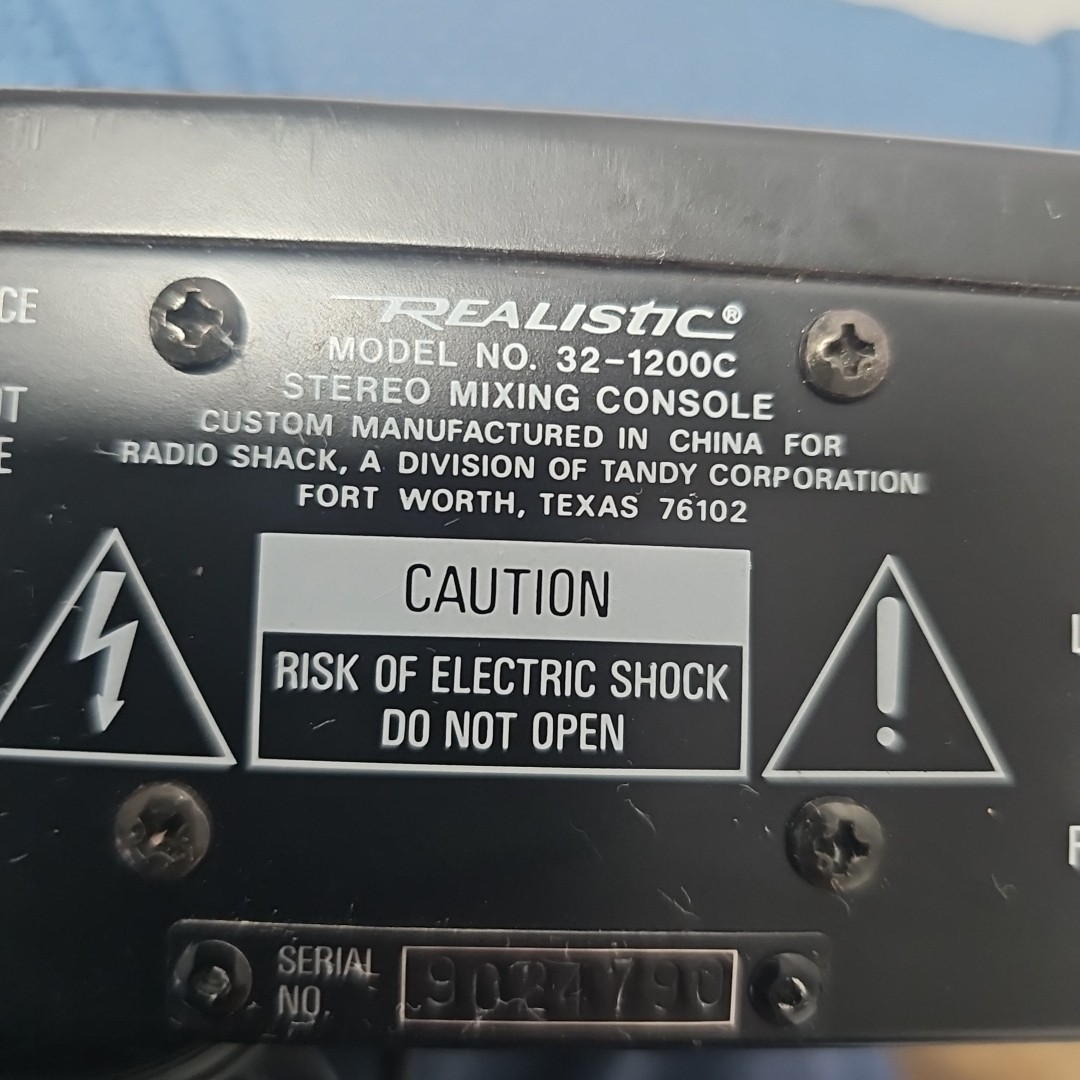 REALISTIC®
MODEL NO. 32-1200C
STEREO MIXING CONSOLE
CUSTOM MANUFACTURED IN CHINA FOR
RADIO SHACK, A DIVISION OF TANDY CORPORATION
FORT WORTH, TEXAS 76102
CAUTION
RISK OF ELECTRIC SHOCK
DO NOT OPEN
SERIAL
NO.
9024790